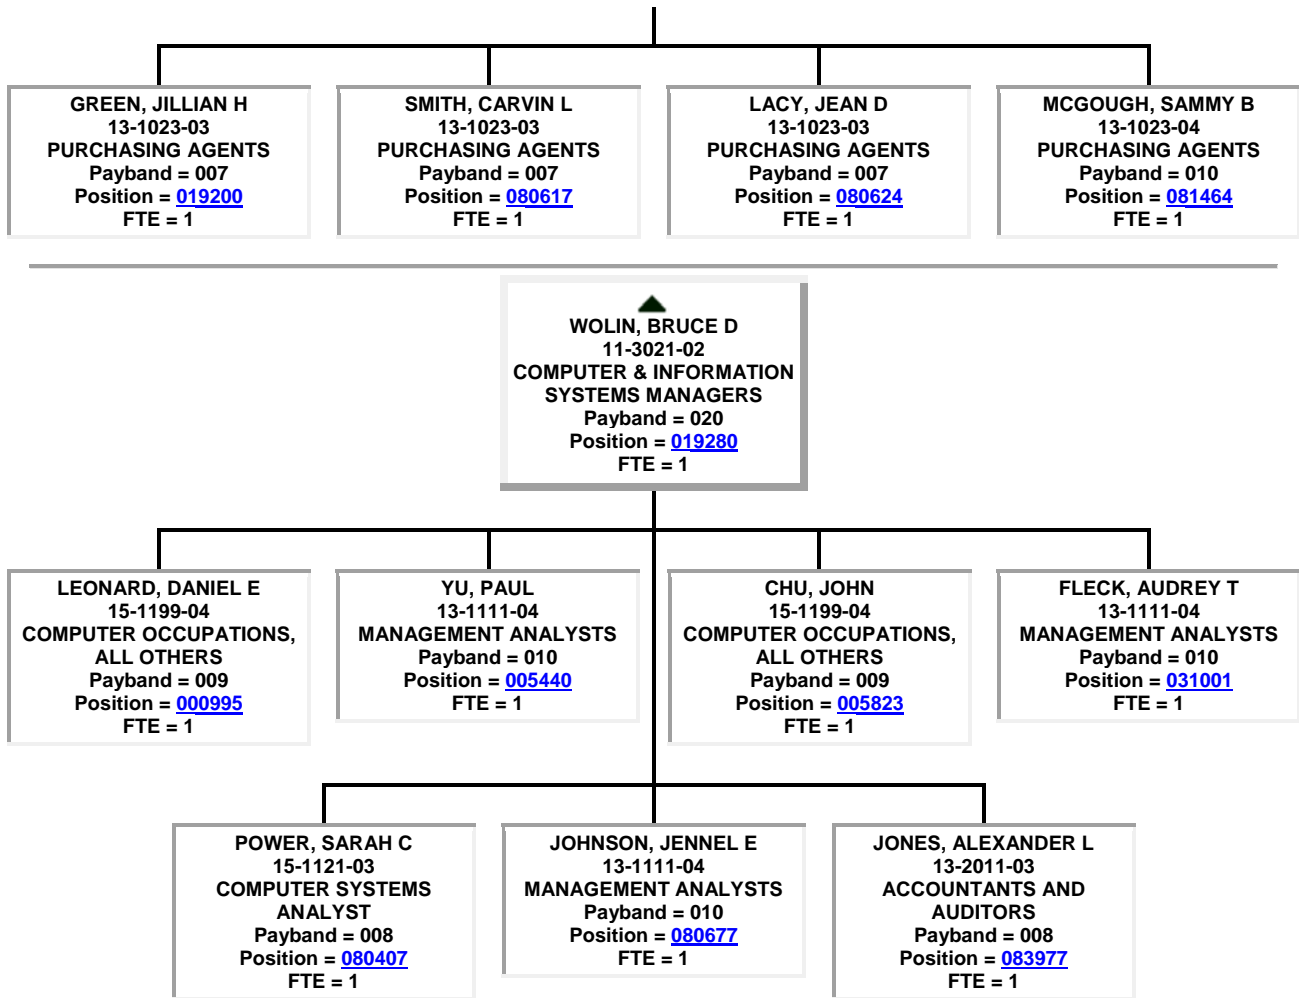 GREEN, JILLIAN H
13-1023-03
PURCHASING AGENTS
Payband = 007
Position = 019200
FTE = 1
SMITH, CARVIN L
13-1023-03
PURCHASING AGENTS
Payband = 007
Position = 080617
FTE = 1
LACY, JEAN D
13-1023-03
PURCHASING AGENTS
Payband = 007
Position = 080624
FTE = 1
MCGOUGH, SAMMY B
13-1023-04
PURCHASING AGENTS
Payband = 010
Position = 081464
FTE = 1
WOLIN, BRUCE D
11-3021-02
COMPUTER & INFORMATION
SYSTEMS MANAGERS
Payband = 020
Position = 019280
FTE = 1
LEONARD, DANIEL E
15-1199-04
COMPUTER OCCUPATIONS,
ALL OTHERS
Payband = 009
Position = 000995
FTE = 1
YU, PAUL
13-1111-04
MANAGEMENT ANALYSTS
Payband = 010
Position = 005440
FTE = 1
CHU, JOHN
15-1199-04
COMPUTER OCCUPATIONS,
ALL OTHERS
Payband = 009
Position = 005823
FTE = 1
FLECK, AUDREY T
13-1111-04
MANAGEMENT ANALYSTS
Payband = 010
Position = 031001
FTE = 1
POWER, SARAH C
15-1121-03
COMPUTER SYSTEMS
ANALYST
Payband = 008
Position = 080407
FTE = 1
JOHNSON, JENNEL E
13-1111-04
MANAGEMENT ANALYSTS
Payband = 010
Position = 080677
FTE = 1
JONES, ALEXANDER L
13-2011-03
ACCOUNTANTS AND
AUDITORS
Payband = 008
Position = 083977
FTE = 1